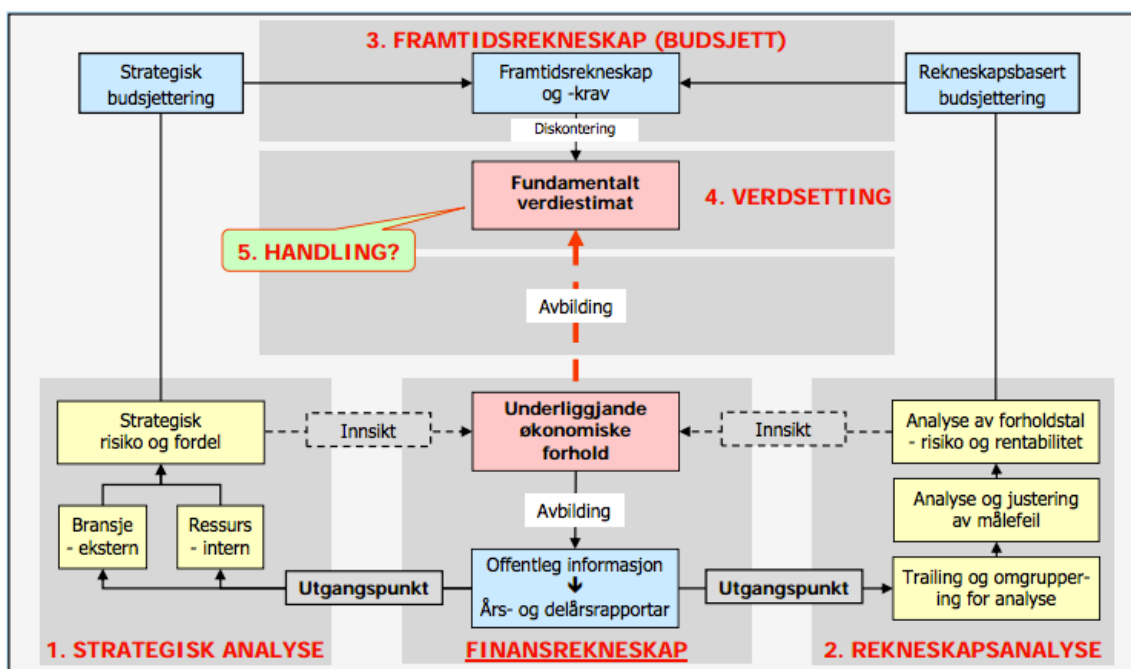 3. FRAMTIDSREKNESKAP (BUDSJETT)
Strategisk
budsjettering
Framtidsrekneskap
og -krav
Rekneskapsbasert
budsjettering
Diskontering
Fundamentalt
verdiestimat
4. VERDSETTING
5. HANDLING?
Avbilding
Strategisk
risiko og fordel
Innsikt
Underliggjande
økonomiske
forhold
Innsikt
Analyse av forholdstal
- risiko og rentabilitet
Bransje
- ekstern
Ressurs
- intern
Avbilding
Analyse og justering
av målefeil
Utgangspunkt
Offentleg informasjon
Års- og delårsrapportar
Utgangspunkt
Trailing og omgrupper-
ing for analyse
1. STRATEGISK ANALYSE
FINANSREKNESKAP
2. REKNESKAPSANALYSE